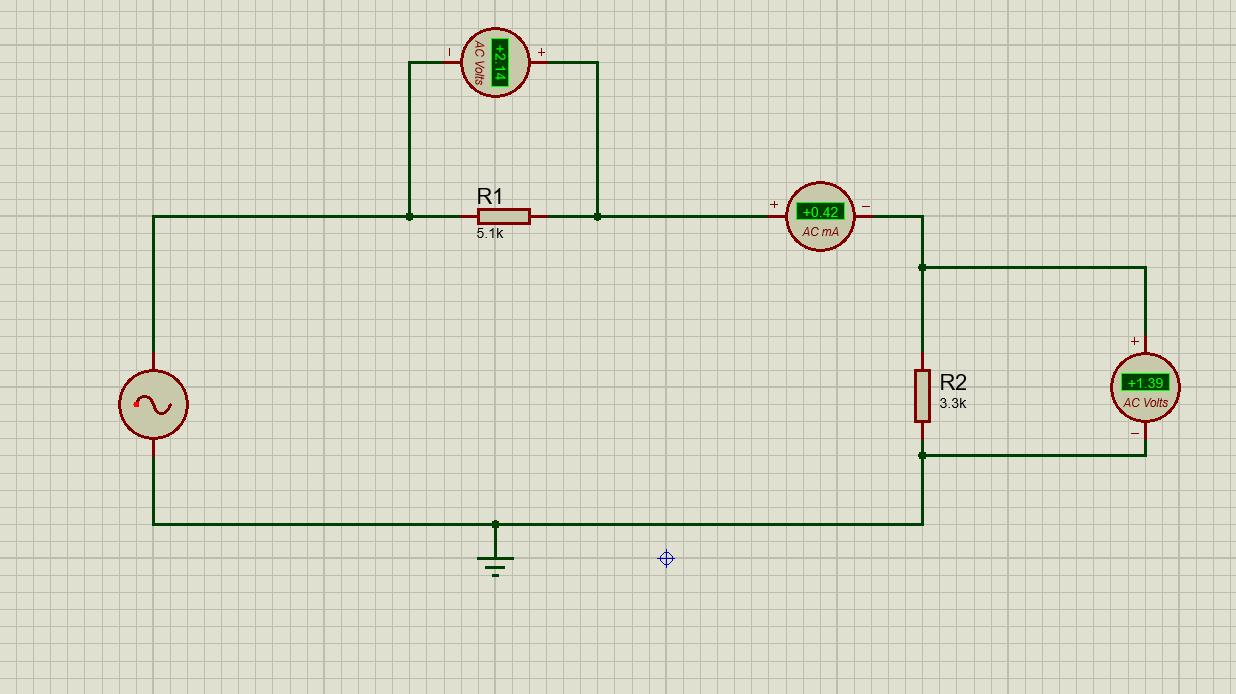 − +
AC Volts
+2.14
R1
5.1k
+ −
+0.42
AC mA
R2
3.3k
+
+1.39
AC Volts
−